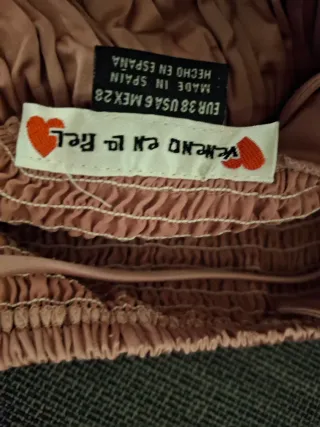 VENENO EN LA PIEL
EUR 38 USA 6 MEX 28
MADE IN SPAIN
HECHO EN ESPAÑA